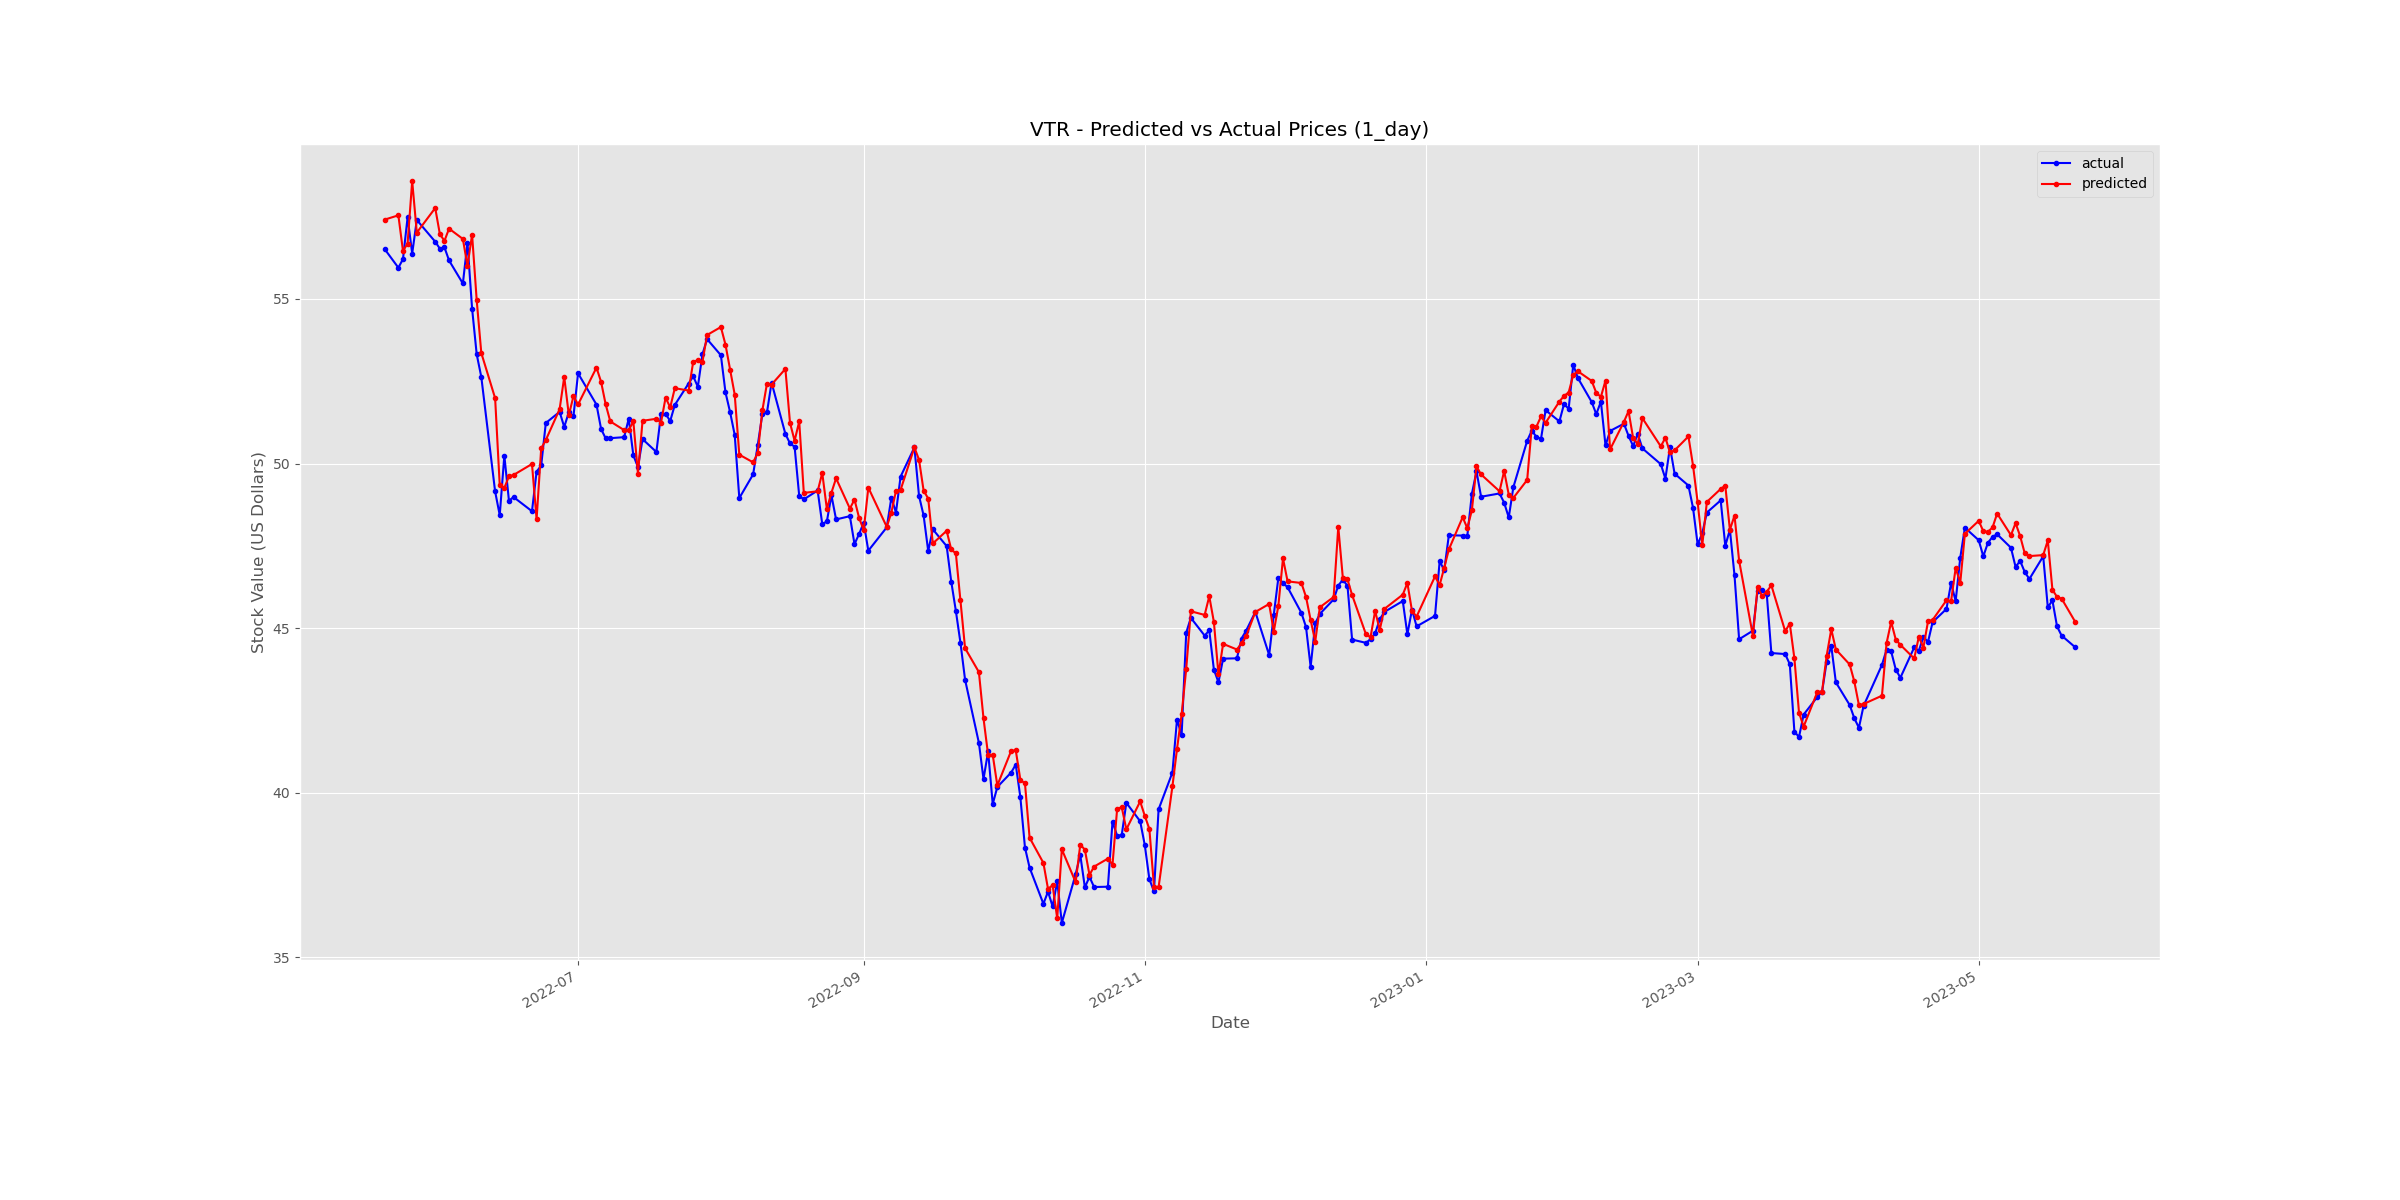 VTR - Predicted vs Actual Prices (1_day)
actual
predicted
55
50
45
40
35
Stock Value (US Dollars)
2022-07
2022-09
2022-11
2023-01
2023-03
2023-05
Date